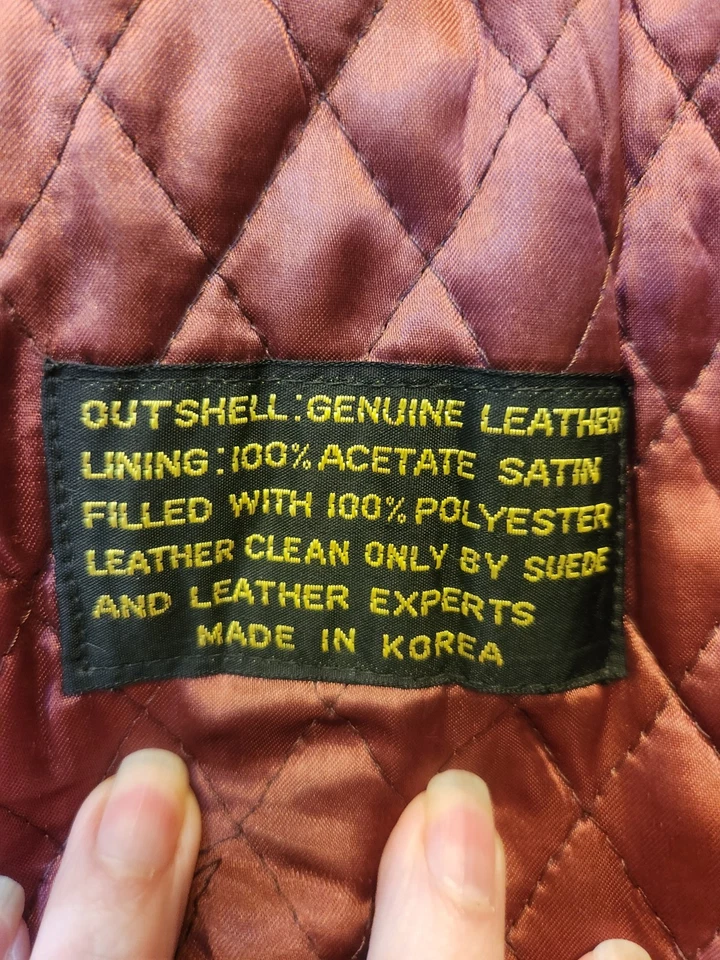 OUTSHELL:GENUINE LEATHER
LINING:100% ACETATE SATIN
FILLED WITH 100% POLYESTER
LEATHER CLEAN ONLY BY SUEDE
AND LEATHER EXPERTS
MADE IN KOREA